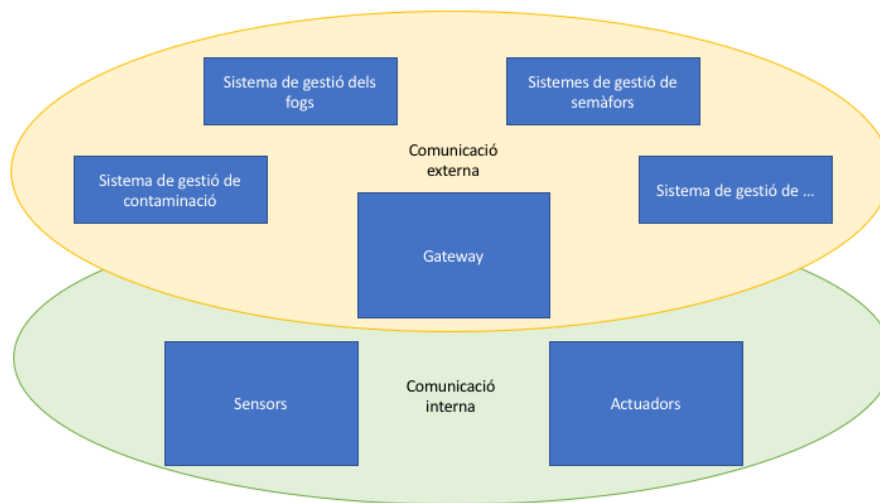 Sistema de gestió dels
fogs
Sistemes de gestió de
semàfors
Comunicació
externa
Sistema de gestió de
contaminació
Sistema de gestió de ...
Gateway
Sensors
Comunicació
interna
Actuadors